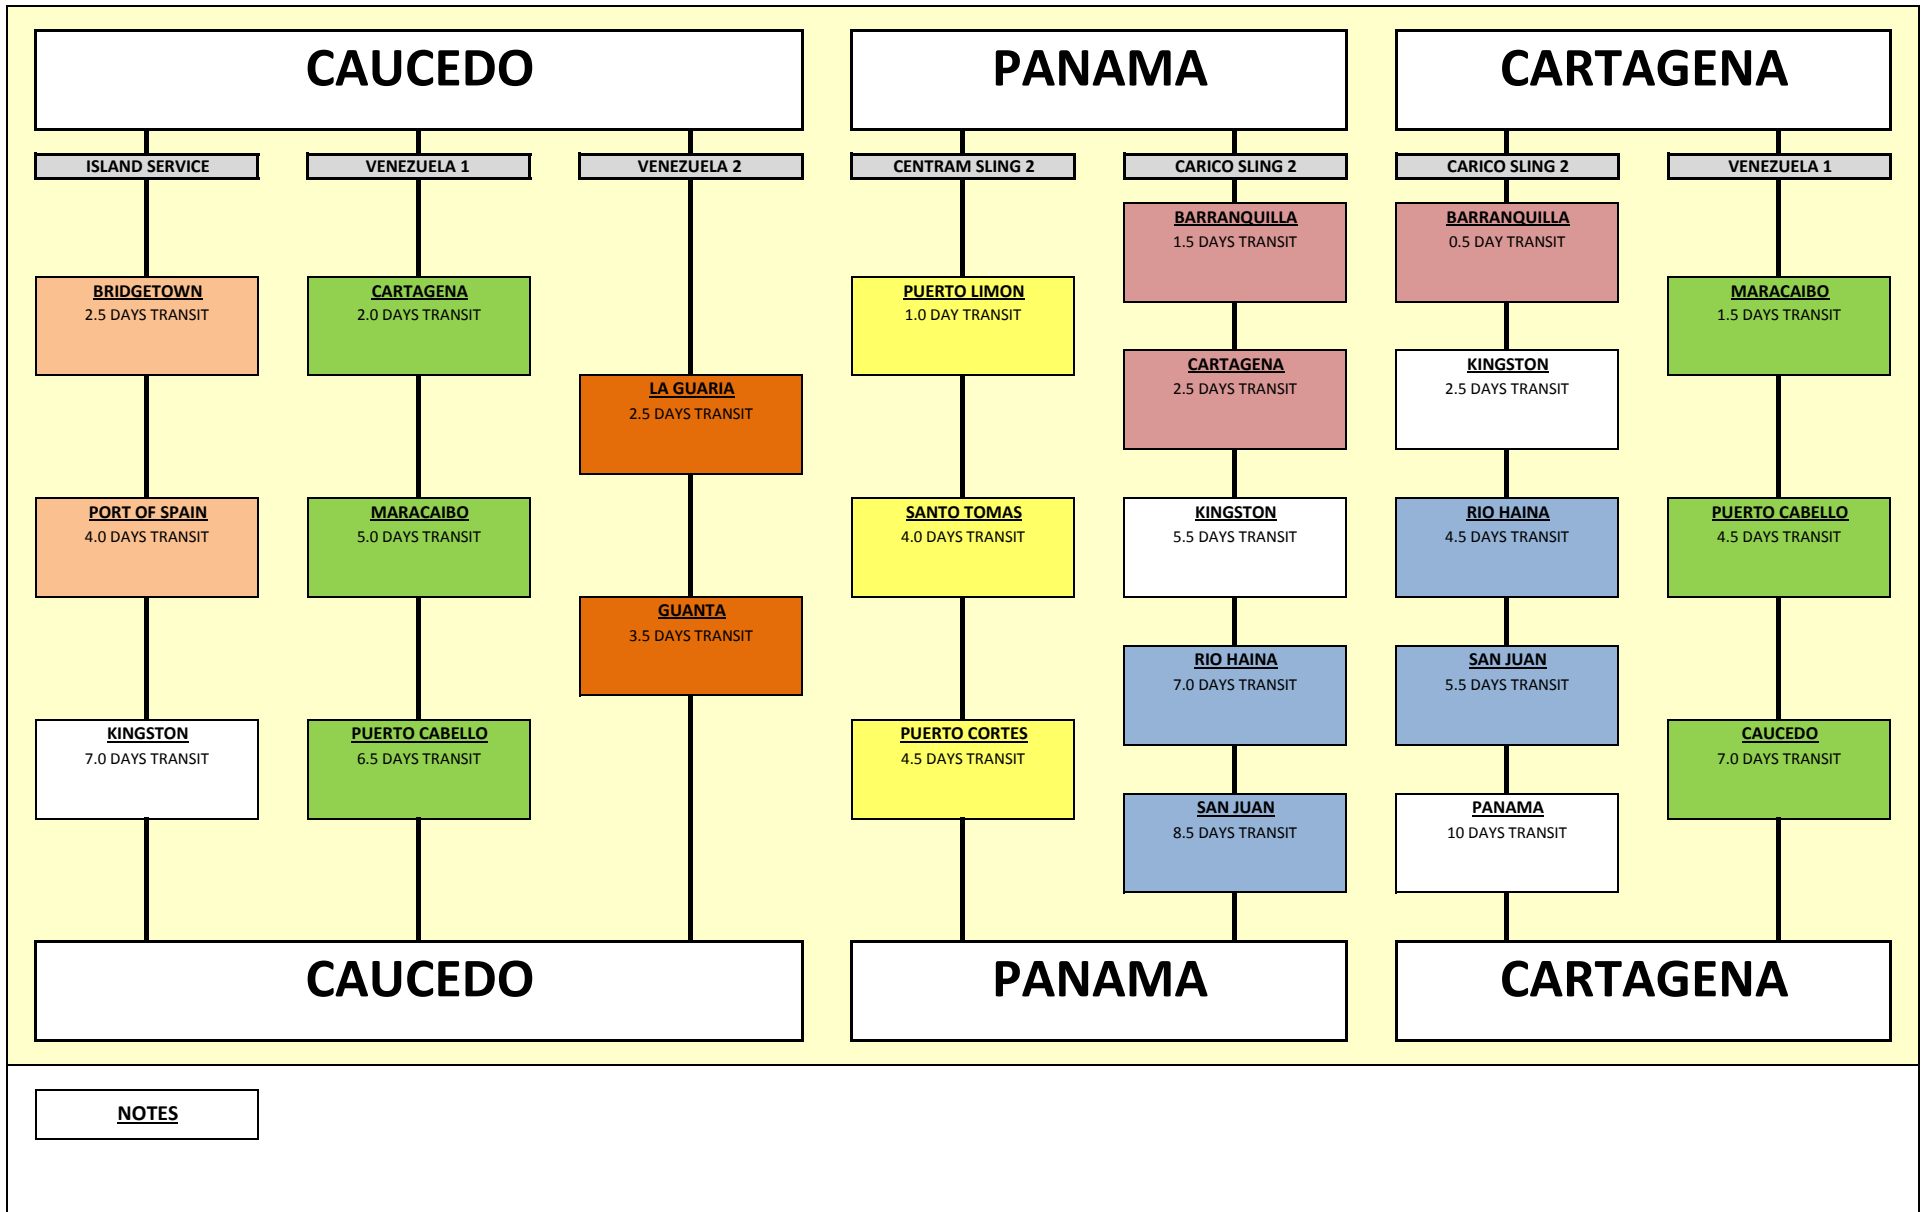 CAUCEDO
PANAMA
CARTAGENA
ISLAND SERVICE
VENEZUELA 1
VENEZUELA 2
CENTRAM SLING 2
CARICO SLING 2
CARICO SLING 2
VENEZUELA 1
BRIDGETOWN
2.5 DAYS TRANSIT
PORT OF SPAIN
4.0 DAYS TRANSIT
KINGSTON
7.0 DAYS TRANSIT
CARTAGENA
2.0 DAYS TRANSIT
MARACAIBO
5.0 DAYS TRANSIT
PUERTO CABELLO
6.5 DAYS TRANSIT
LA GUARIA
2.5 DAYS TRANSIT
GUANTA
3.5 DAYS TRANSIT
PUERTO LIMON
1.0 DAY TRANSIT
SANTO TOMAS
4.0 DAYS TRANSIT
PUERTO CORTES
4.5 DAYS TRANSIT
BARRANQUILLA
1.5 DAYS TRANSIT
CARTAGENA
2.5 DAYS TRANSIT
KINGSTON
5.5 DAYS TRANSIT
RIO HAINA
7.0 DAYS TRANSIT
SAN JUAN
8.5 DAYS TRANSIT
BARRANQUILLA
0.5 DAY TRANSIT
KINGSTON
2.5 DAYS TRANSIT
RIO HAINA
4.5 DAYS TRANSIT
SAN JUAN
5.5 DAYS TRANSIT
PANAMA
10 DAYS TRANSIT
MARACAIBO
1.5 DAYS TRANSIT
PUERTO CABELLO
4.5 DAYS TRANSIT
CAUCEDO
7.0 DAYS TRANSIT
CAUCEDO
PANAMA
CARTAGENA
NOTES